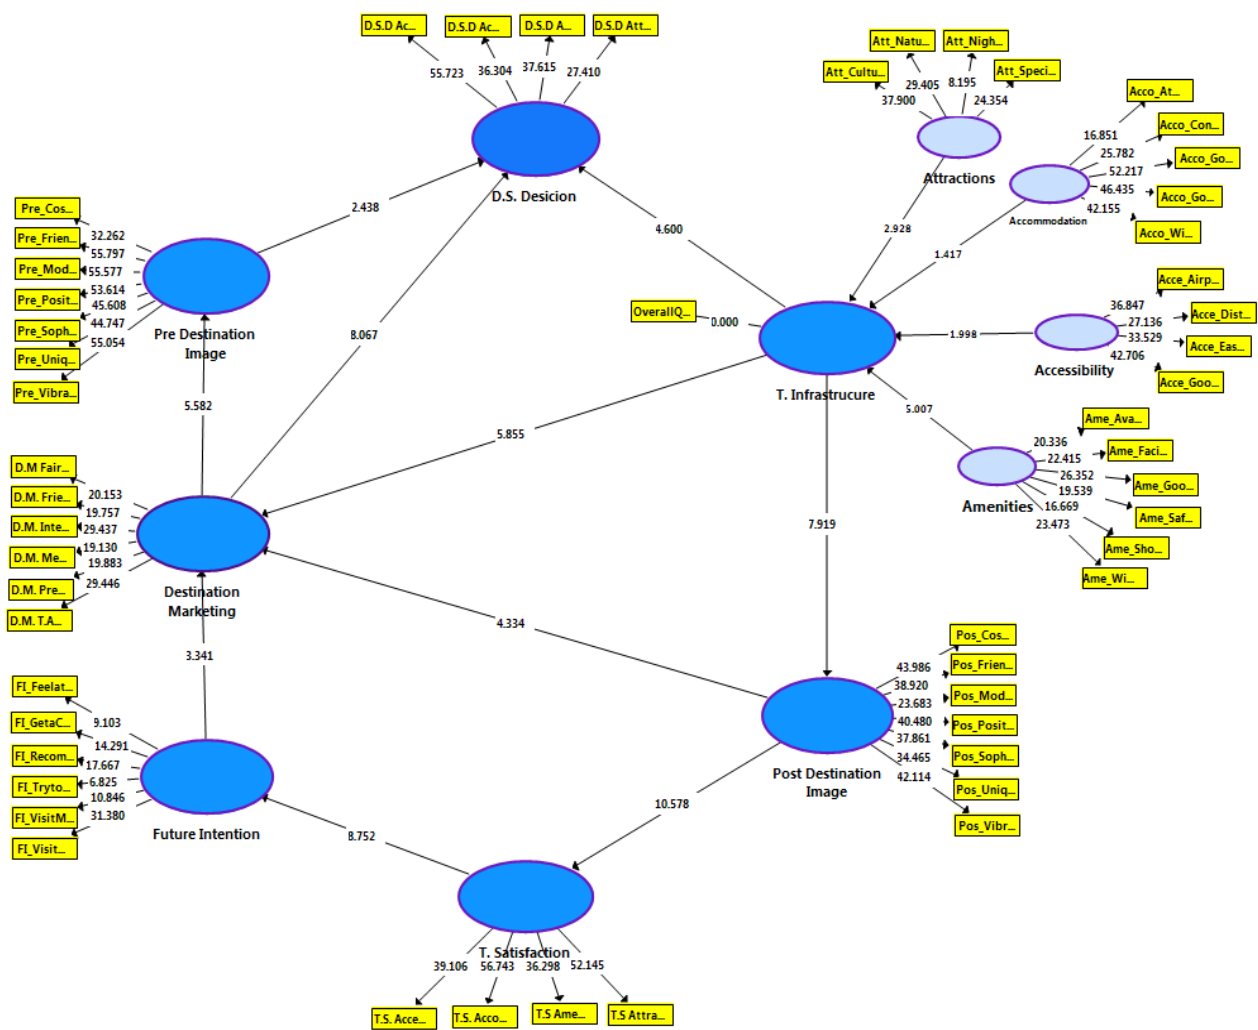 D.S.D Ac...
D.S.D Ac...
D.S.D A...
D.S.D Att...
55.723
36.304
37.615
27.410
D.S. Desicion
Att_Cultu...
Att_Natu...
Att_Nigh...
Att_Speci...
37.900
29.405
8.195
24.354
Attractions
Acco_At...
Acco_Con...
Acco_Go...
Acco_Go...
Acco_Wi...
16.851
25.782
52.217
46.435
42.155
Accommodation
Pre_Cos...
Pre_Frien...
Pre_Mod...
Pre_Posit...
Pre_Soph...
Pre_Uniq...
Pre_Vibra...
32.262
55.797
55.577
53.614
45.608
44.747
55.054
Pre Destination
Image
2.438
8.067
4.600
2.928
1.417
1.998
5.007
OverallQ...
0.000
T. Infrastrucure
Acce_Airp...
Acce_Dist...
Acce_Eas...
Acce_Goo...
36.847
27.136
33.529
42.706
Accessibility
Ame_Ava...
Ame_Faci...
Ame_Goo...
Ame_Saf...
Ame_Sho...
Ame_Wi...
20.336
22.415
26.352
19.539
16.669
23.473
Amenities
5.582
5.855
7.919
D.M Fair...
D.M. Frie...
D.M. Inte...
D.M. Me...
D.M. Pre...
D.M. T.A...
20.153
19.757
29.437
19.130
19.883
29.446
Destination
Marketing
4.334
3.341
FI_Feelat...
FI_GetaC...
FI_Recom...
FI_Tryto...
FI_VisitM...
FI_Visit...
9.103
14.291
17.667
6.825
10.846
31.380
Future Intention
Pos_Cos...
Pos_Frien...
Pos_Mod...
Pos_Posit...
Pos_Soph...
Pos_Uniq...
Pos_Vibr...
43.986
38.920
23.683
40.480
37.861
34.465
42.114
Post Destination
Image
10.578
8.752
T. Satisfaction
39.106
56.743
36.298
52.145
T.S. Acce...
T.S. Acco...
T.S Ame...
T.S Attra...